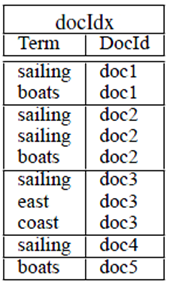 docIdx
Term DocId
sailing doc1
boats doc1
sailing doc2
sailing doc2
boats doc2
sailing doc3
east doc3
coast doc3
sailing doc4
boats doc5